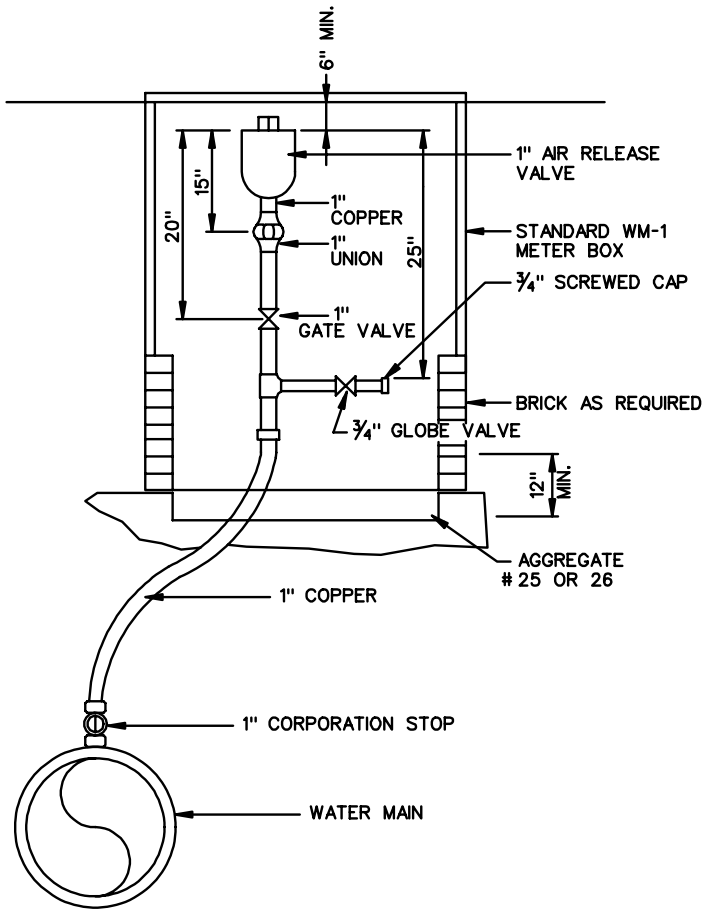 6" MIN.
1" AIR RELEASE
VALVE
15"
20"
1"
COPPER
25"
STANDARD WM-1
METER BOX
1"
UNION
¾" SCREWED CAP
1"
GATE VALVE
BRICK AS REQUIRED
¾" GLOBE VALVE
12"
MIN.
AGGREGATE
# 25 OR 26
1" COPPER
1" CORPORATION STOP
WATER MAIN